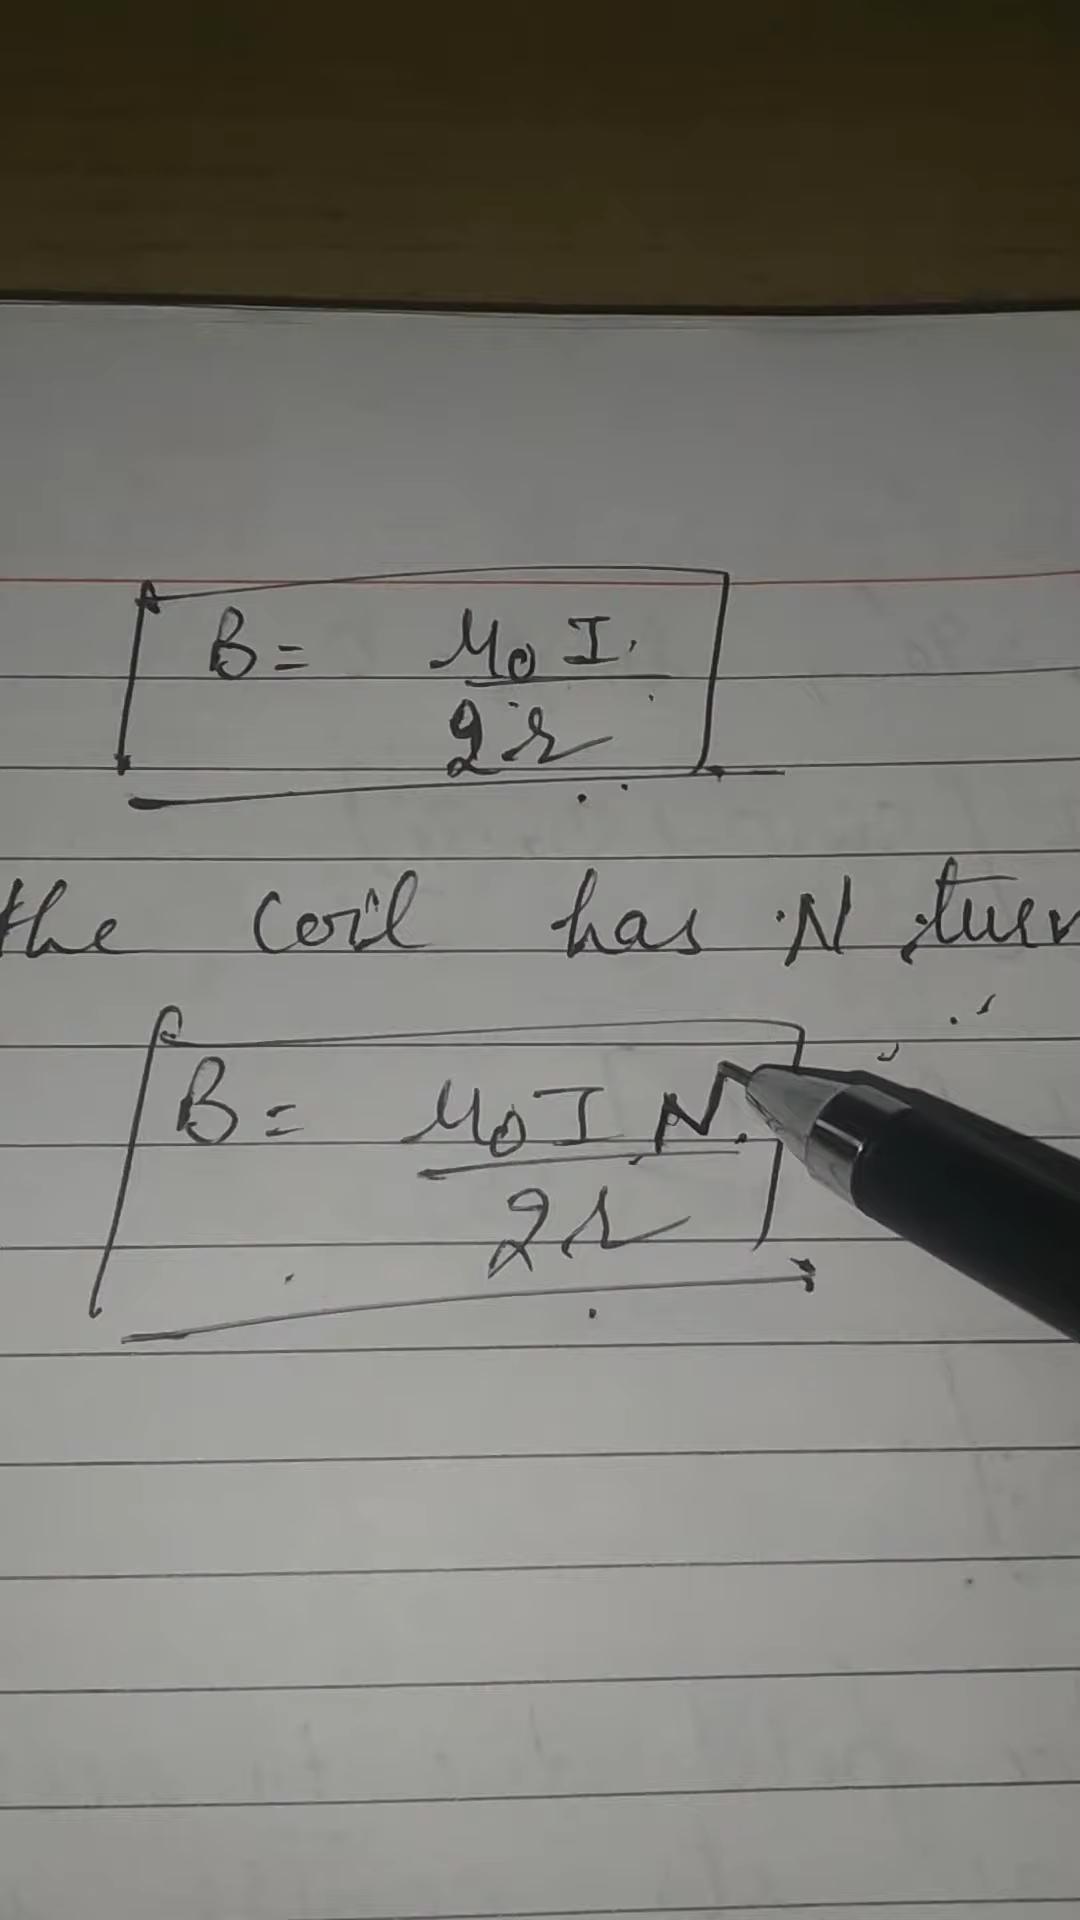 B = μ₀ I / 2r
the coil has N turn
B = μ₀ I N / 2r